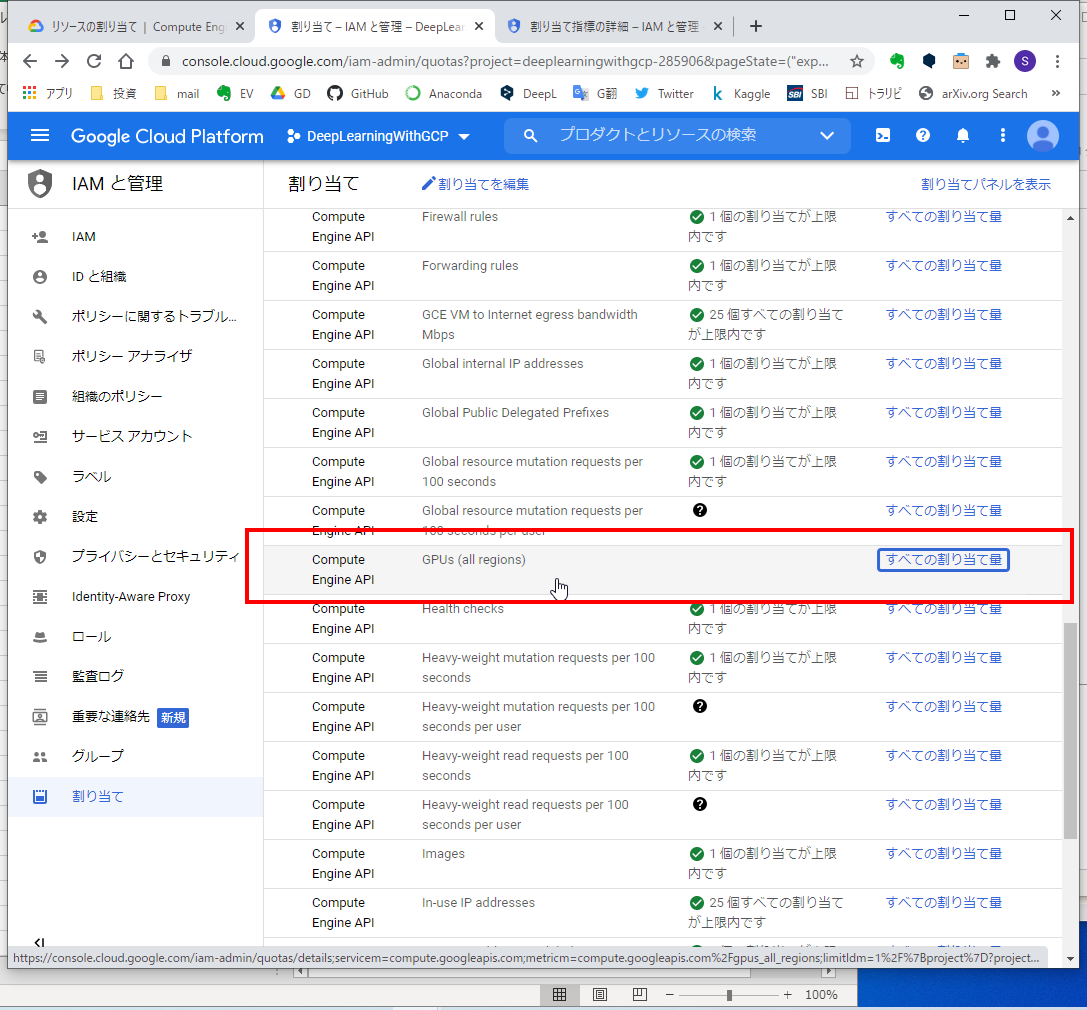 リソースの割り当て | Compute Eng
割り当て – IAM と管理 – DeepLear
割り当て指標の詳細 – IAM と管理
console.cloud.google.com/iam-admin/quotas?project=deeplearningwithgcp-285906&pageState=("exp...
S
アプリ 投資 mail EV GD GitHub Anaconda DeepL G翻 Twitter Kaggle SBI SBI トラリピ arXiv.org Search »
Google Cloud Platform DeepLearningWithGCP プロダクトとリソースの検索
IAM と管理
割り当て 割り当てを編集 割り当てパネルを表示
IAM
ID と組織
ポリシーに関するトラブル...
ポリシー アナライザ
組織のポリシー
サービス アカウント
ラベル
設定
プライバシーとセキュリティ
Identity-Aware Proxy
ロール
監査ログ
重要な連絡先 新規
グループ
割り当て
Compute Firewall rules 1 個の割り当てが上限 すべての割り当て量
Engine API 内です
Compute Forwarding rules 1 個の割り当てが上限 すべての割り当て量
Engine API 内です
Compute GCE VM to Internet egress bandwidth 25 個すべての割り当て すべての割り当て量
Engine API Mbps が上限内です
Compute Global internal IP addresses 1 個の割り当てが上限 すべての割り当て量
Engine API 内です
Compute Global Public Delegated Prefixes 1 個の割り当てが上限 すべての割り当て量
Engine API 内です
Compute Global resource mutation requests per 1 個の割り当てが上限 すべての割り当て量
Engine API 100 seconds 内です
Compute Global resource mutation requests per すべての割り当て量
Engine API 100 seconds per user
Compute GPUs (all regions) すべての割り当て量
Engine API
Compute Health checks 1 個の割り当てが上限 すべての割り当て量
Engine API 内です
Compute Heavy-weight mutation requests per 100 1 個の割り当てが上限 すべての割り当て量
Engine API seconds 内です
Compute Heavy-weight mutation requests per 100 すべての割り当て量
Engine API seconds per user
Compute Heavy-weight read requests per 100 1 個の割り当てが上限 すべての割り当て量
Engine API seconds 内です
Compute Heavy-weight read requests per 100 すべての割り当て量
Engine API seconds per user
Compute Images 1 個の割り当てが上限 すべての割り当て量
Engine API 内です
Compute In-use IP addresses 25 個すべての割り当て すべての割り当て量
Engine API が上限内です
https://console.cloud.google.com/iam-admin/quotas/details;servicem=compute.googleapis.com;metricm=compute.googleapis.com%2Fgpus_all_regions;limitIdm=1%2F%7Bproject%7D?project...
100%